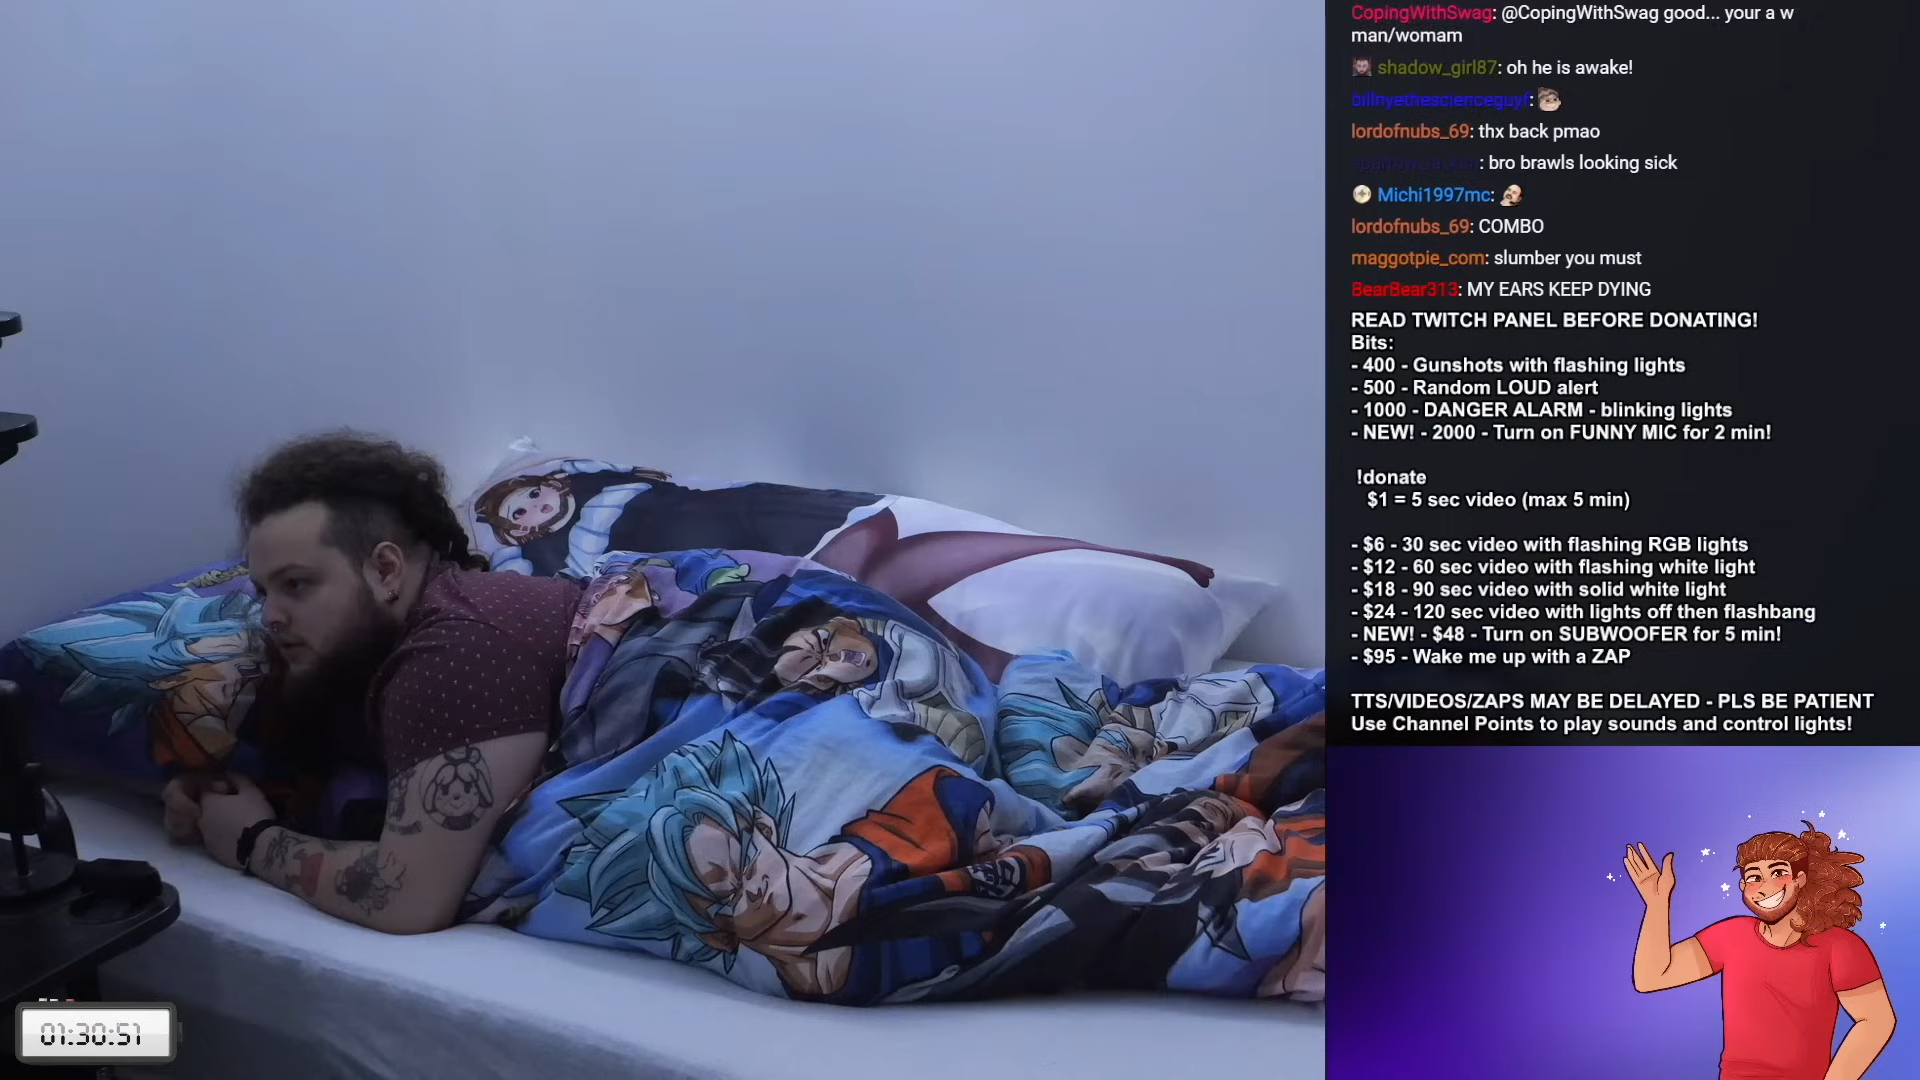 CopingWithSwag: @CopingWithSwag good... your a w
man/womam
shadow_girl87: oh he is awake!
billnyethescienceguyf:
lordofnubs_69: thx back pmao
: bro brawls looking sick
Michi1997mc:
lordofnubs_69: COMBO
maggotpie_com: slumber you must
BearBear313: MY EARS KEEP DYING
READ TWITCH PANEL BEFORE DONATING!
Bits:
- 400 - Gunshots with flashing lights
- 500 - Random LOUD alert
- 1000 - DANGER ALARM - blinking lights
- NEW! - 2000 - Turn on FUNNY MIC for 2 min!
!donate
$1 = 5 sec video (max 5 min)
- $6 - 30 sec video with flashing RGB lights
- $12 - 60 sec video with flashing white light
- $18 - 90 sec video with solid white light
- $24 - 120 sec video with lights off then flashbang
- NEW! - $48 - Turn on SUBWOOFER for 5 min!
- $95 - Wake me up with a ZAP
TTS/VIDEOS/ZAPS MAY BE DELAYED - PLS BE PATIENT
Use Channel Points to play sounds and control lights!
01:30:51